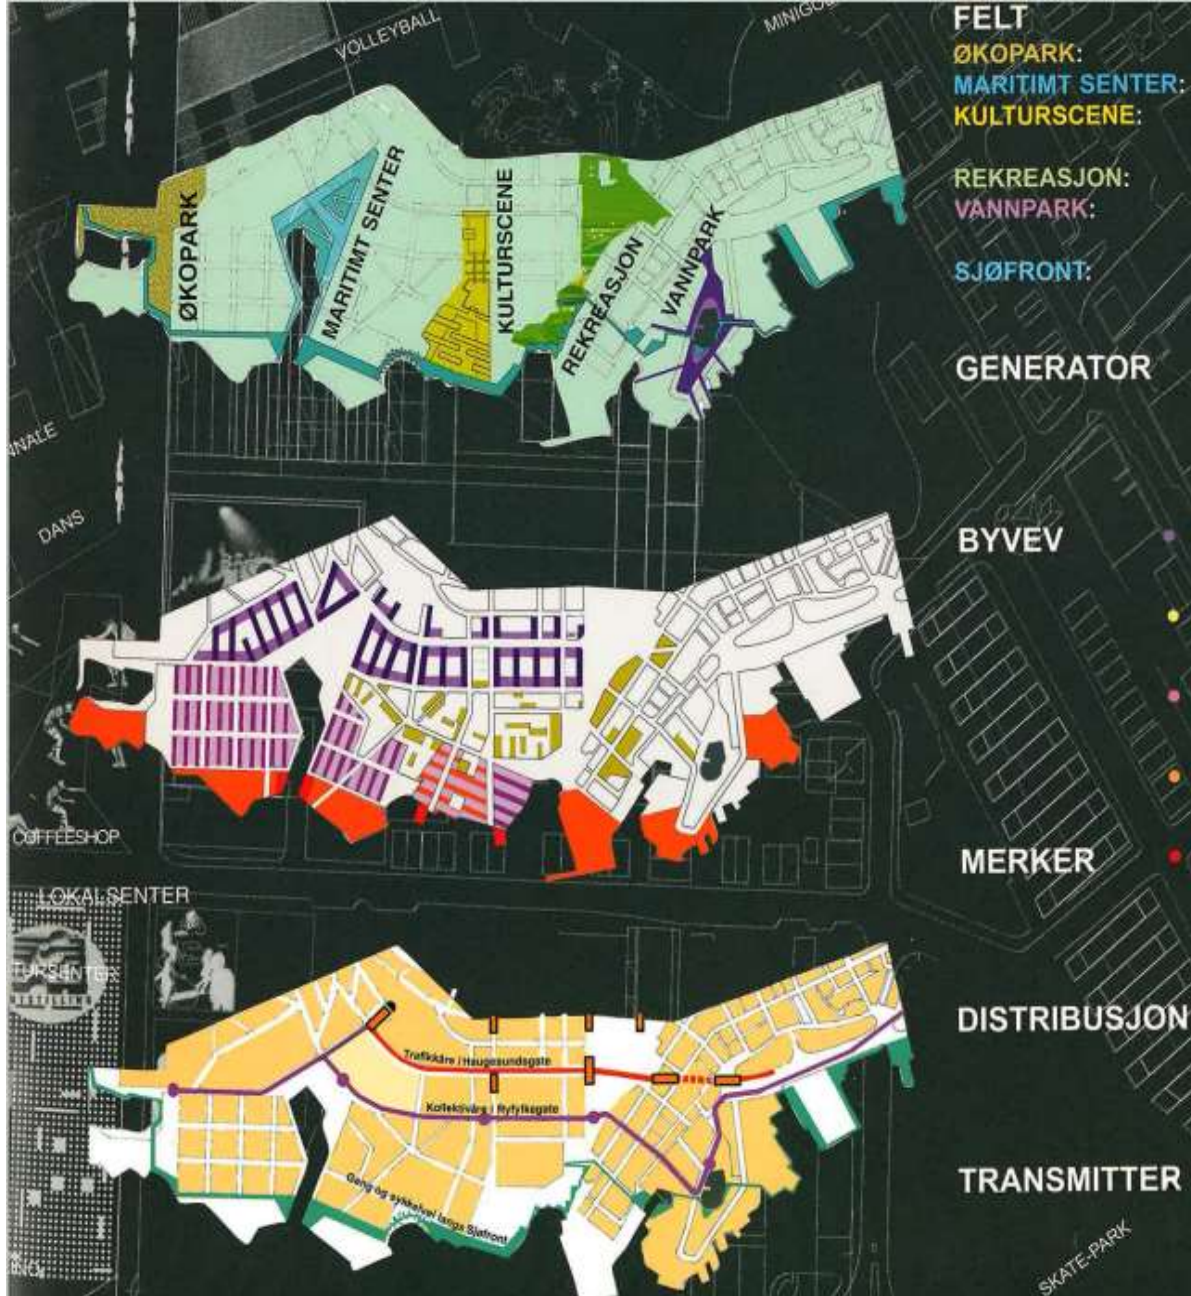 VOLLEYBALL
FELT
ØKOPARK:
MARITIMT SENTER:
KULTURSCENE:
REKREASJON:
VANNPARK:
SJØFRONT:
GENERATOR
ØKOPARK
MARITIMT SENTER
KULTURSCENE
REKREASJON
VANNPARK
DANS
BYVEV
COFFEESHOP
MERKER
LOKALSENTER
DISTRIBUSJON
Trafikkåre i Haugesundsgate
Kollektivåre i Ryfylkegate
Gang og sykkelvei langs Sjøfront
TRANSMITTER
SKATE-PARK